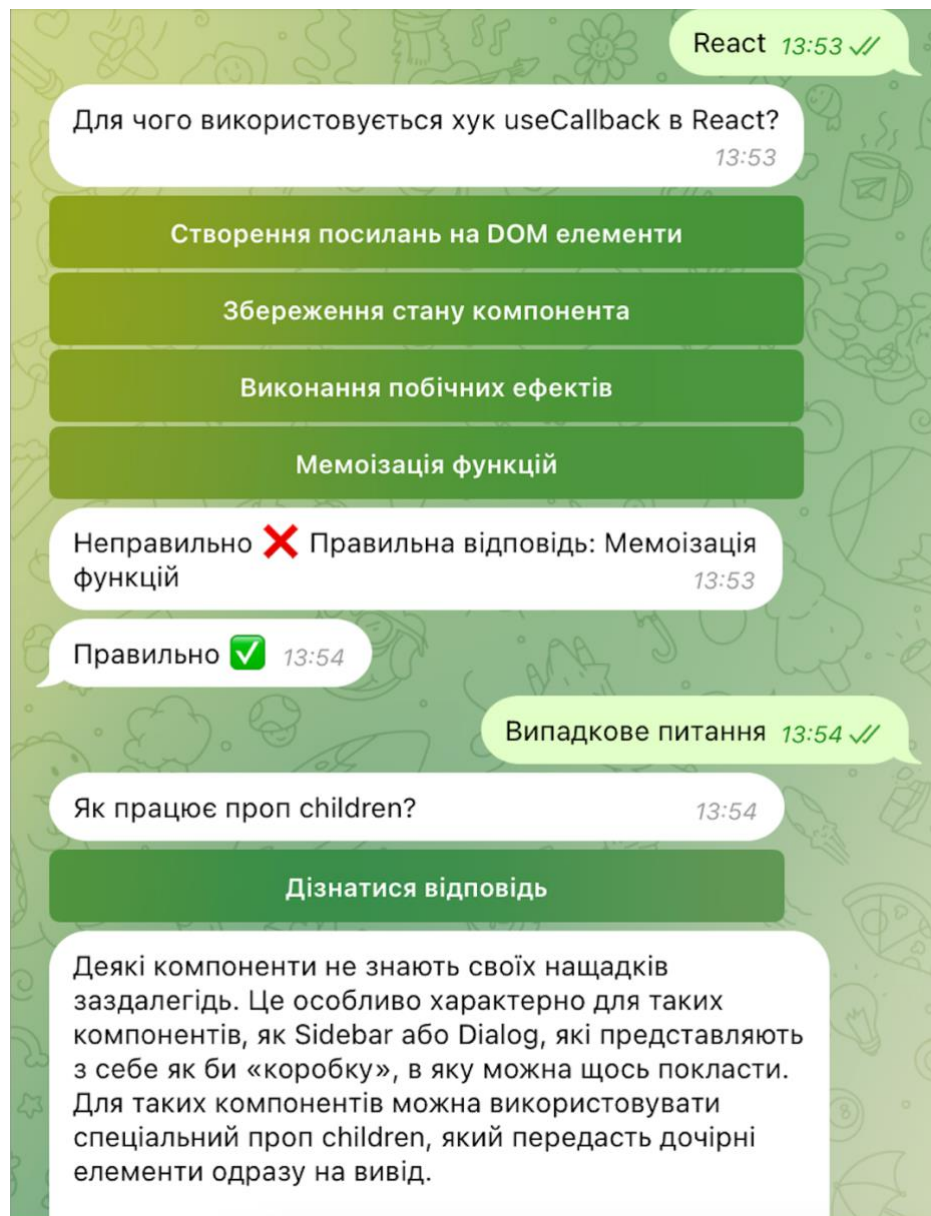 React 13:53
Для чого використовується хук useCallback в React?
13:53
Створення посилань на DOM елементи
Збереження стану компонента
Виконання побічних ефектів
Мемоізація функцій
Неправильно ❌ Правильна відповідь: Мемоізація
функцій 13:53
Правильно ✅ 13:54
Випадкове питання 13:54
Як працює проп children? 13:54
Дізнатися відповідь
Деякі компоненти не знають своїх нащадків
заздалегідь. Це особливо характерно для таких
компонентів, як Sidebar або Dialog, які представляють
з себе як би «коробку», в яку можна щось покласти.
Для таких компонентів можна використовувати
спеціальний проп children, який передасть дочірні
елементи одразу на вивід.